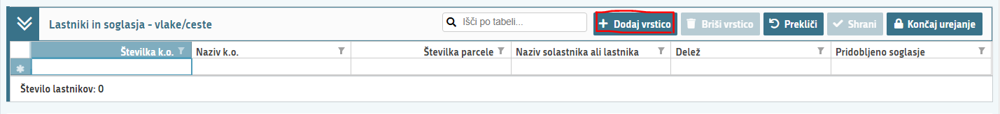 Lastniki in soglasja - vlake/ceste Išči po tabeli... Dodaj vrstico Briši vrstico Prekliči Shrani Končaj urejanje
Številka k.o. Naziv k.o. Številka parcele Naziv solastnika ali lastnika Delež Pridobljeno soglasje
Število lastnikov: 0